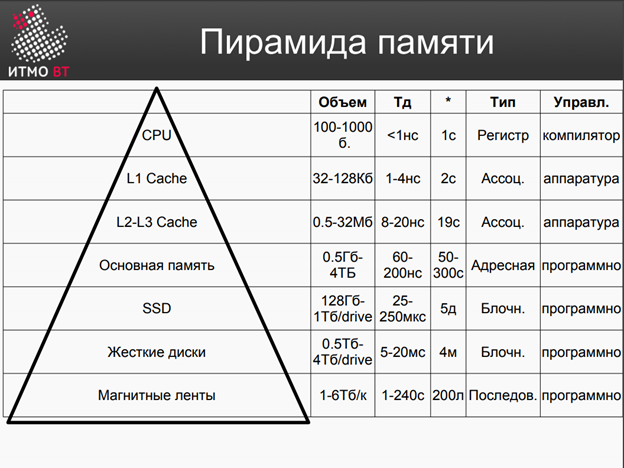 Пирамида памяти
ИТМО ВТ
Объем Тд * Тип Управл.
CPU 100-1000 б. <1нс 1с Регистр компилятор
L1 Cache 32-128Кб 1-4нс 2с Ассоц. аппаратура
L2-L3 Cache 0.5-32Мб 8-20нс 19с Ассоц. аппаратура
Основная память 0.5Гб-4ТБ 60-200нс 50-300с Адресная программно
SSD 128Гб-1Тб/drive 25-250мкс 5д Блочн. программно
Жесткие диски 0.5Тб-4Тб/drive 5-20мс 4м Блочн. программно
Магнитные ленты 1-6Тб/к 1-240с 200л Последов. программно